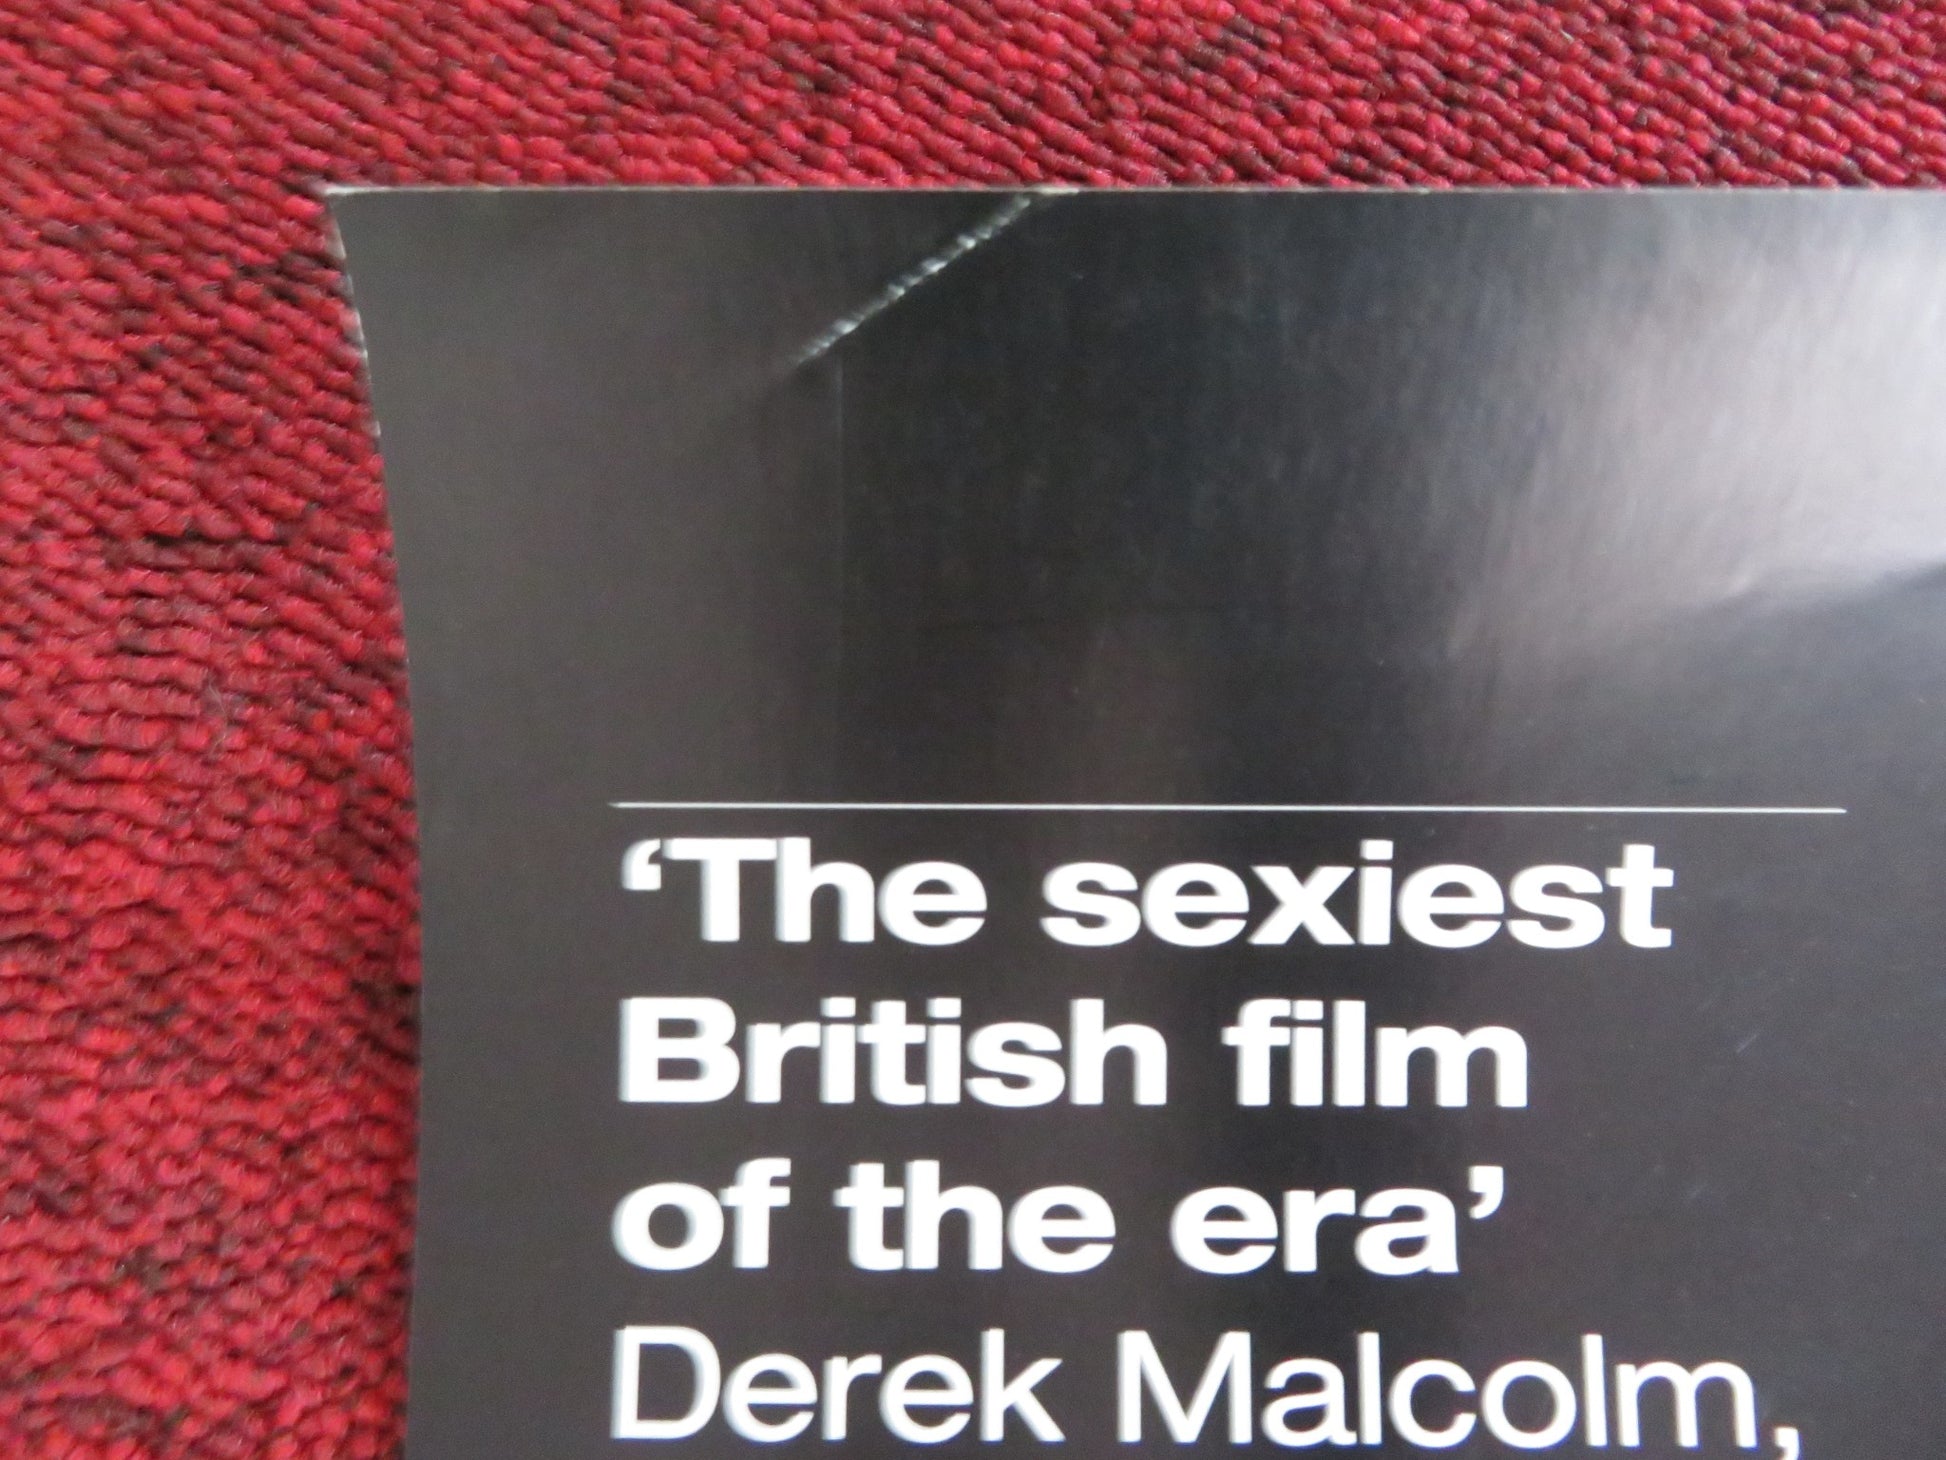 ‘The sexiest
British film
of the era’
Derek Malcolm,